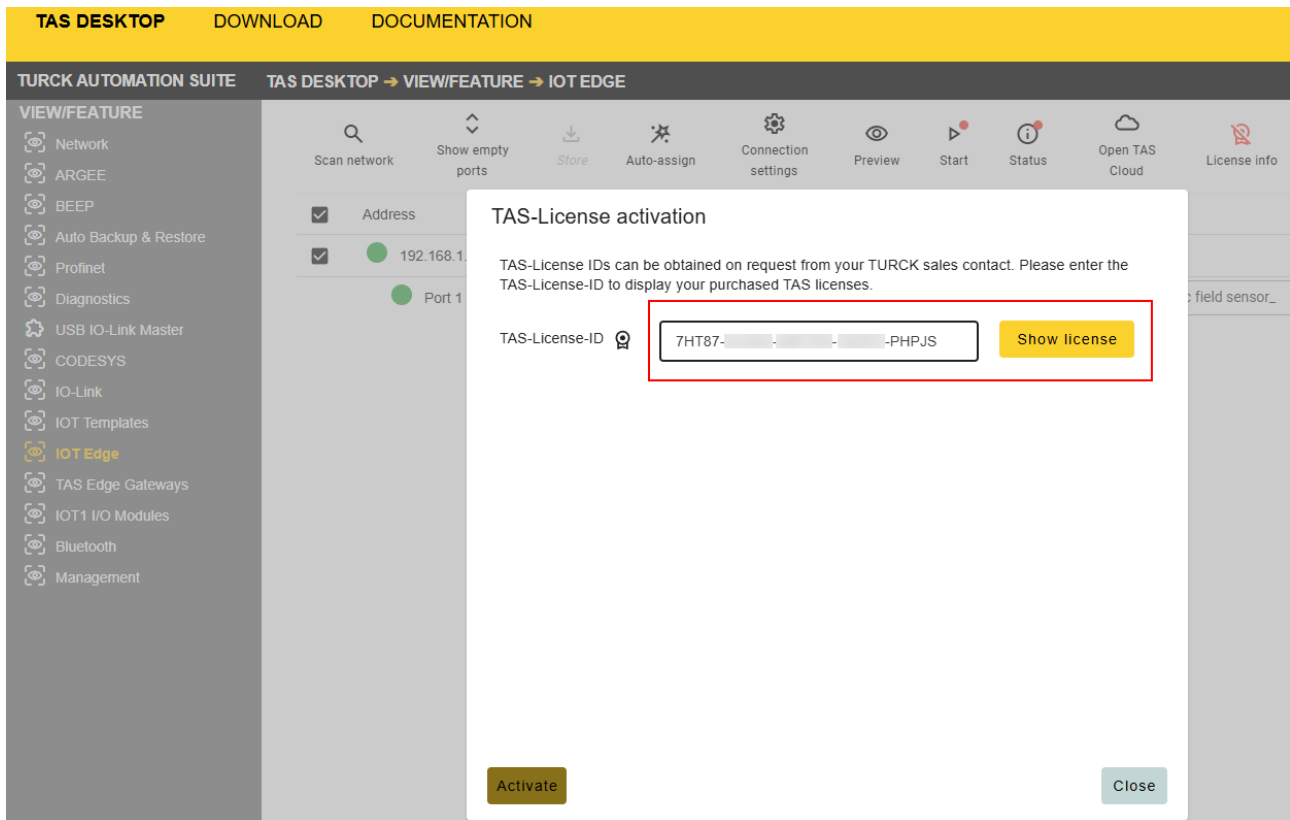 TAS DESKTOP DOWNLOAD DOCUMENTATION
TURCK AUTOMATION SUITE TAS DESKTOP ➔ VIEW/FEATURE ➔ IOT EDGE
VIEW/FEATURE
Network
ARGEE
BEEP
Auto Backup & Restore
Profinet
Diagnostics
USB IO-Link Master
CODESYS
IO-Link
IOT Templates
IOT Edge
TAS Edge Gateways
IOT1 I/O Modules
Bluetooth
Management
Scan network
Show empty
ports
Store
Auto-assign
Connection
settings
Preview
Start
Status
Open TAS
Cloud
License info
Address
192.168.1.
Port 1
field sensor_
TAS-License activation
TAS-License IDs can be obtained on request from your TURCK sales contact. Please enter the
TAS-License-ID to display your purchased TAS licenses.
TAS-License-ID 7HT87- - - -PHPJS Show license
Activate Close